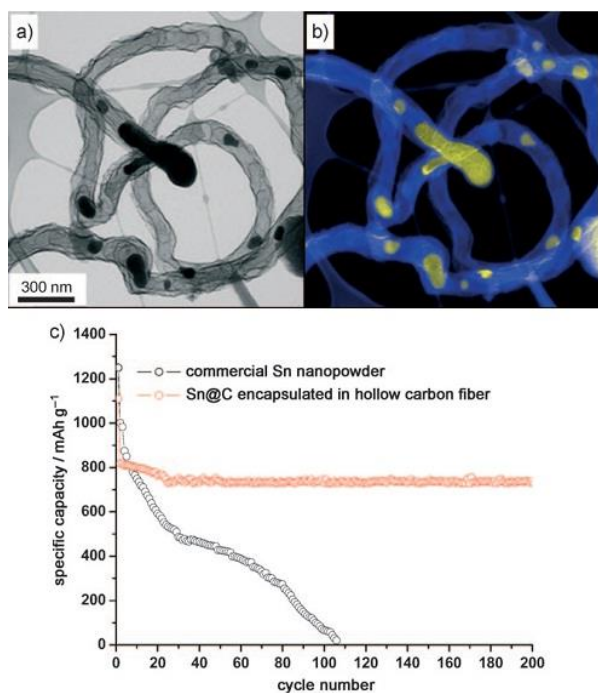 a)
b)
300 nm
c)
1400
1200
1000
800
600
400
200
0
specific capacity / mAh g⁻¹
commercial Sn nanopowder
Sn@C encapsulated in hollow carbon fiber
0 20 40 60 80 100 120 140 160 180 200
cycle number